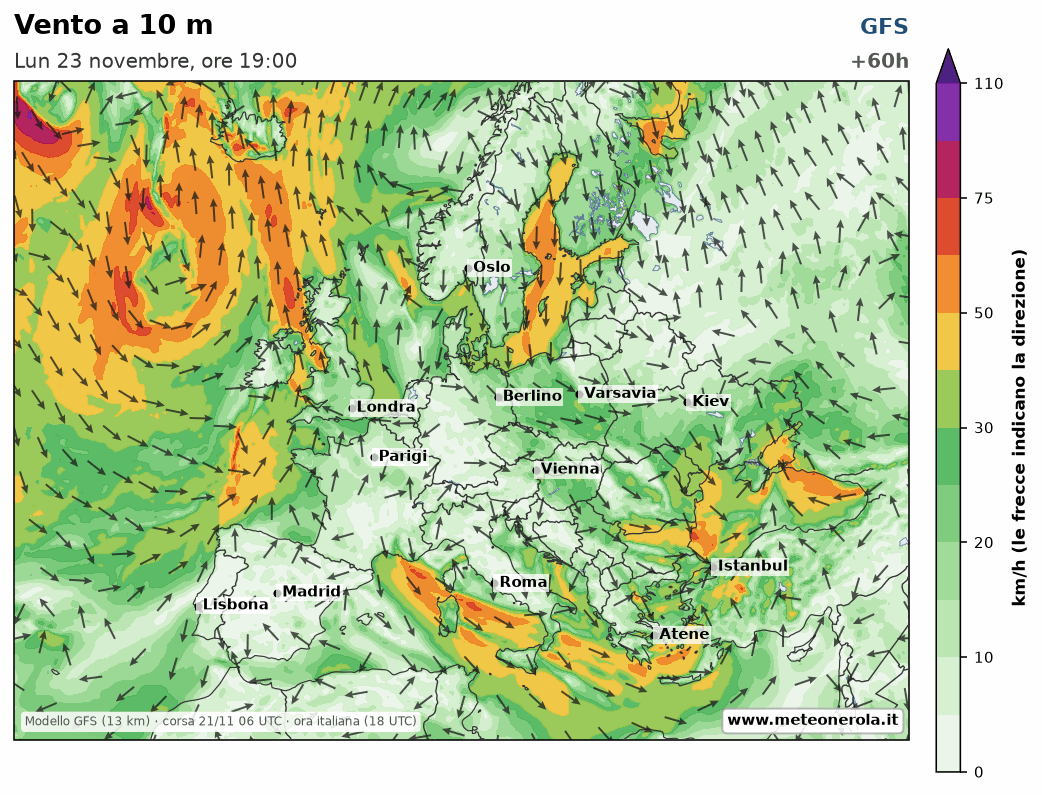 Vento a 10 m
GFS
Lun 23 novembre, ore 19:00
+60h
110
75
50
30
20
10
0
km/h (le frecce indicano la direzione)
Oslo
Berlino
Varsavia
Kiev
Londra
Parigi
Vienna
Istanbul
Roma
Madrid
Lisbona
Atene
Modello GFS (13 km) · corsa 21/11 06 UTC · ora italiana (18 UTC)
www.meteonerola.it